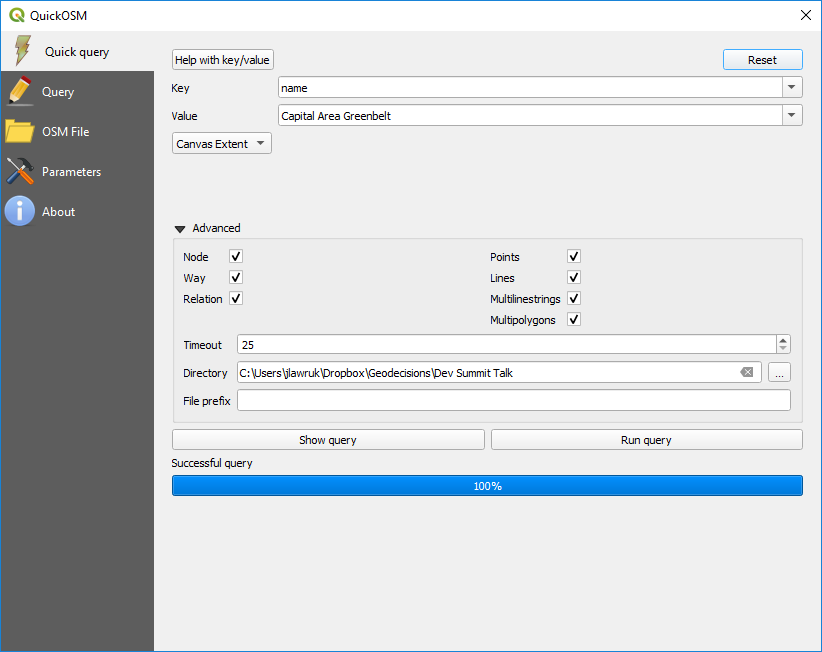 QuickOSM
Quick query
Query
OSM File
Parameters
About
Help with key/value
Reset
Key
name
Value
Capital Area Greenbelt
Canvas Extent
Advanced
Node
Points
Way
Lines
Relation
Multilinestrings
Multipolygons
Timeout
25
Directory
C:\Users\jlawruk\Dropbox\Geodecisions\Dev Summit Talk
...
File prefix
Show query
Run query
Successful query
100%